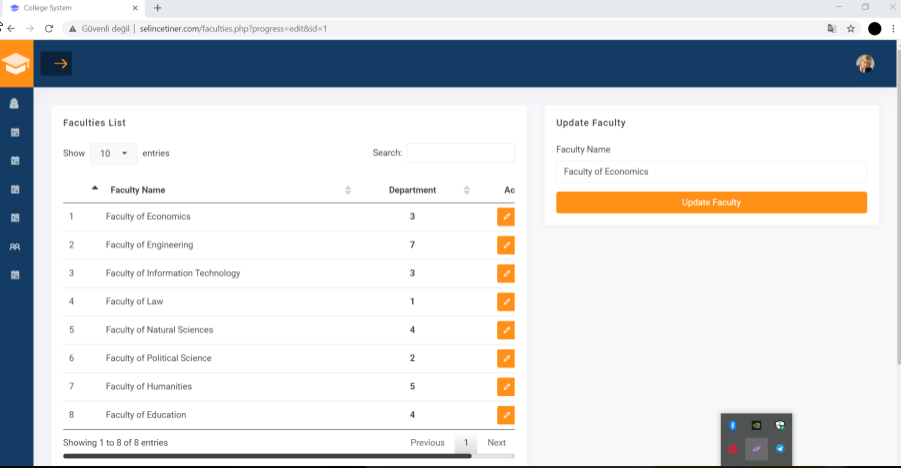 College System
Güvenli değil | selincetiner.com/faculties.php?progress=edit&id=1
Faculties List
Show 10 entries
Search:
Faculty Name Department Ac
1 Faculty of Economics 3
2 Faculty of Engineering 7
3 Faculty of Information Technology 3
4 Faculty of Law 1
5 Faculty of Natural Sciences 4
6 Faculty of Political Science 2
7 Faculty of Humanities 5
8 Faculty of Education 4
Showing 1 to 8 of 8 entries
Previous 1 Next
Update Faculty
Faculty Name
Faculty of Economics
Update Faculty